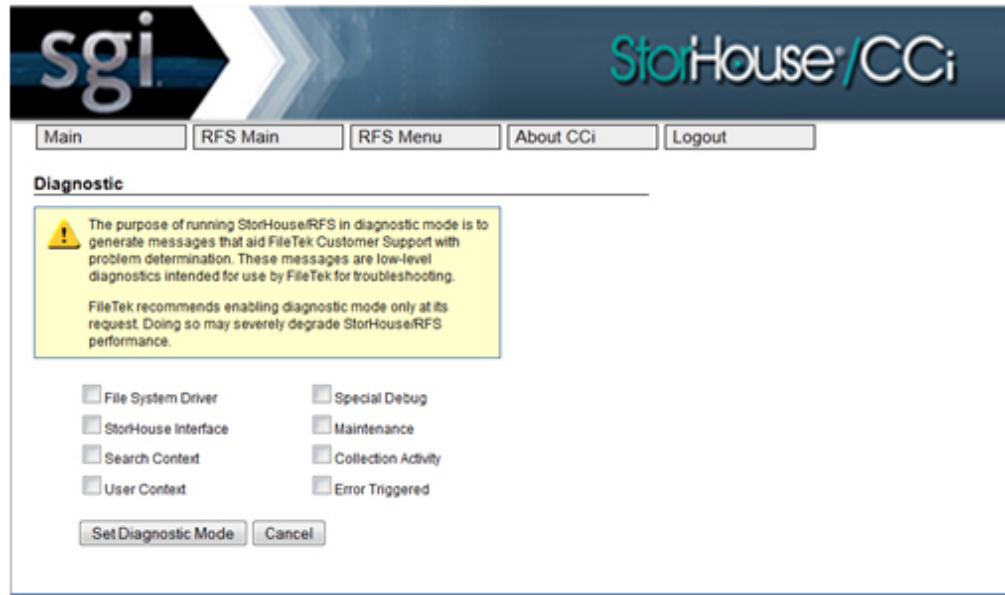 sgi
StorHouse/CCi
Main
RFS Main
RFS Menu
About CCi
Logout
Diagnostic
The purpose of running StorHouse/RFS in diagnostic mode is to
generate messages that aid FileTek Customer Support with
problem determination. These messages are low-level
diagnostics intended for use by FileTek for troubleshooting.
FileTek recommends enabling diagnostic mode only at its
request. Doing so may severely degrade StorHouse/RFS
performance.
File System Driver
Special Debug
StorHouse Interface
Maintenance
Search Context
Collection Activity
User Context
Error Triggered
Set Diagnostic Mode
Cancel